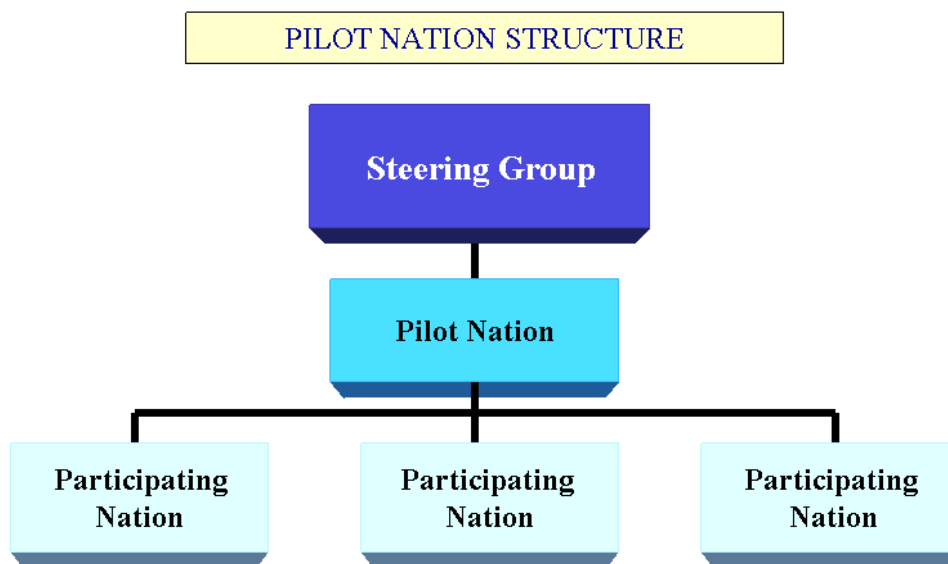 PILOT NATION STRUCTURE
Steering Group
Pilot Nation
Participating
Nation
Participating
Nation
Participating
Nation